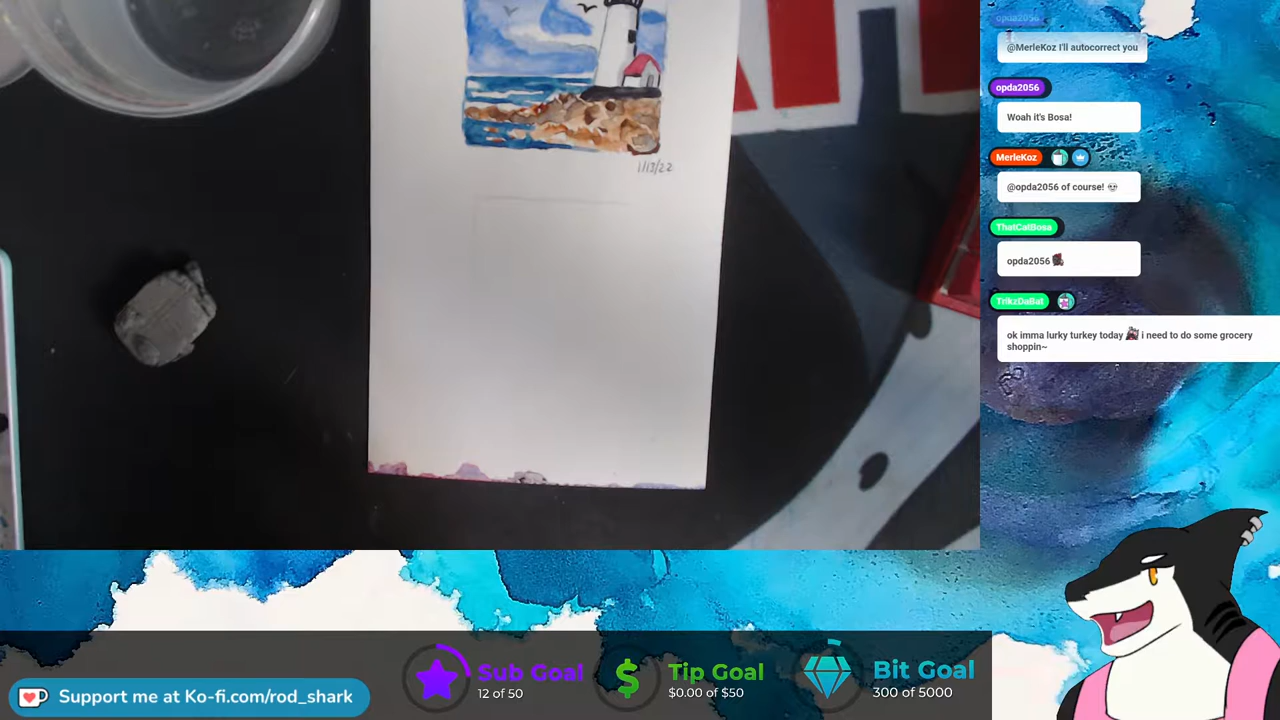 opda2056
@MerleKoz I'll autocorrect you
opda2056
Woah it's Bosa!
MerleKoz
@opda2056 of course!
ThatCatBosa
opda2056
TrikzDaBat
ok imma lurky turkey today i need to do some grocery
shoppin~
1/13/22
Sub Goal
12 of 50
Tip Goal
$0.00 of $50
Bit Goal
300 of 5000
Support me at Ko-fi.com/rod_shark